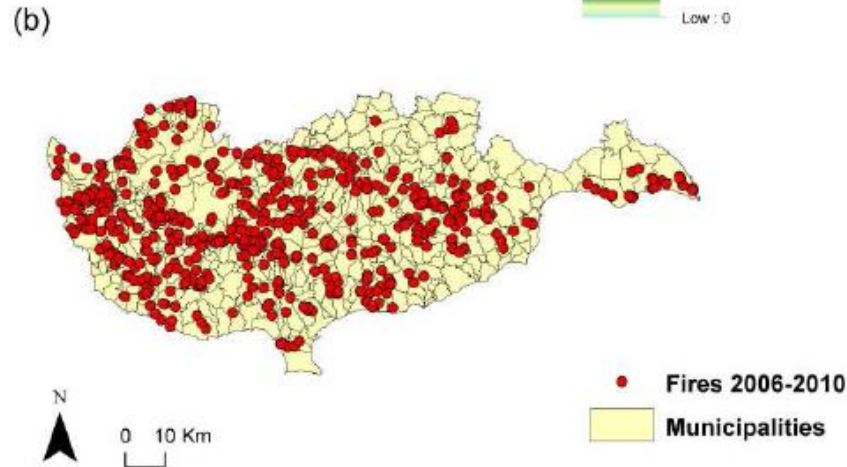 (b)
Low : 0
N
0 10 Km
Fires 2006-2010
Municipalities